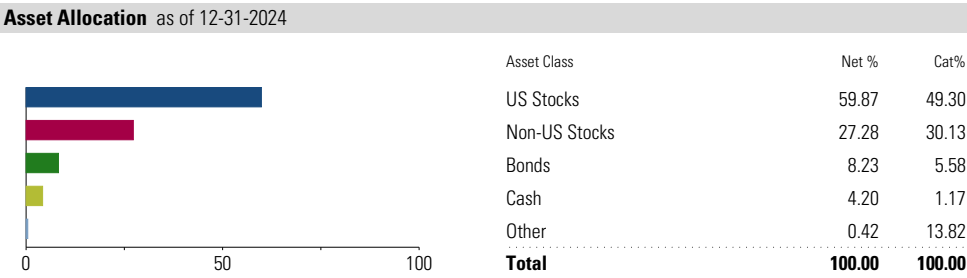 Asset Allocation as of 12-31-2024
Asset Class Net % Cat%
US Stocks 59.87 49.30
Non-US Stocks 27.28 30.13
Bonds 8.23 5.58
Cash 4.20 1.17
Other 0.42 13.82
0 50 100
Total 100.00 100.00